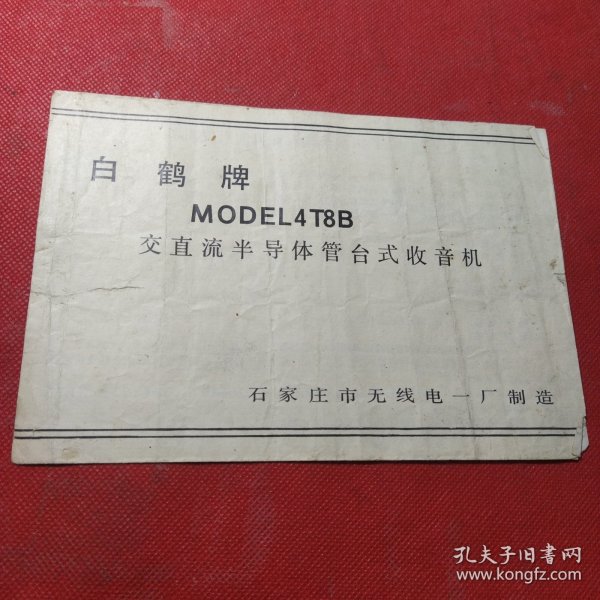 白鹤牌
MODEL4T8B
交直流半导体管台式收音机
石家庄市无线电一厂制造
孔夫子旧书网
www.kongfz.com